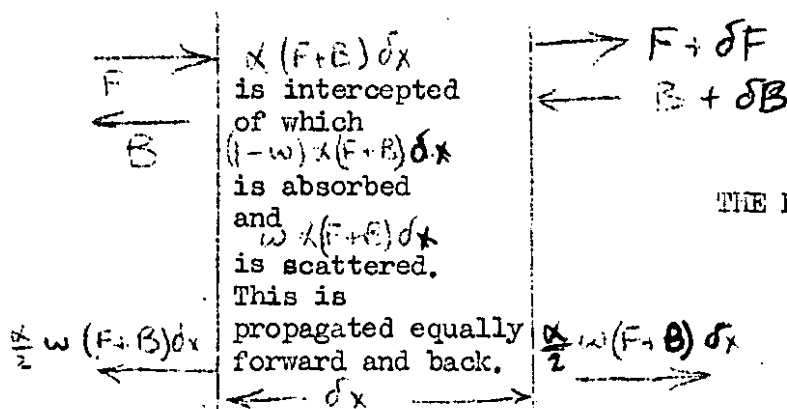 α (F+B) δx
F + δF
F
is intercepted
B + δB
of which
B
(1-ω) α(F+B) δx
is absorbed
THE
and
ω α(F+B) δx
is scattered.
This is
propagated equally
α/2 ω (F+B) δx
α/2 ω (F+B) δx
forward and back.
δx